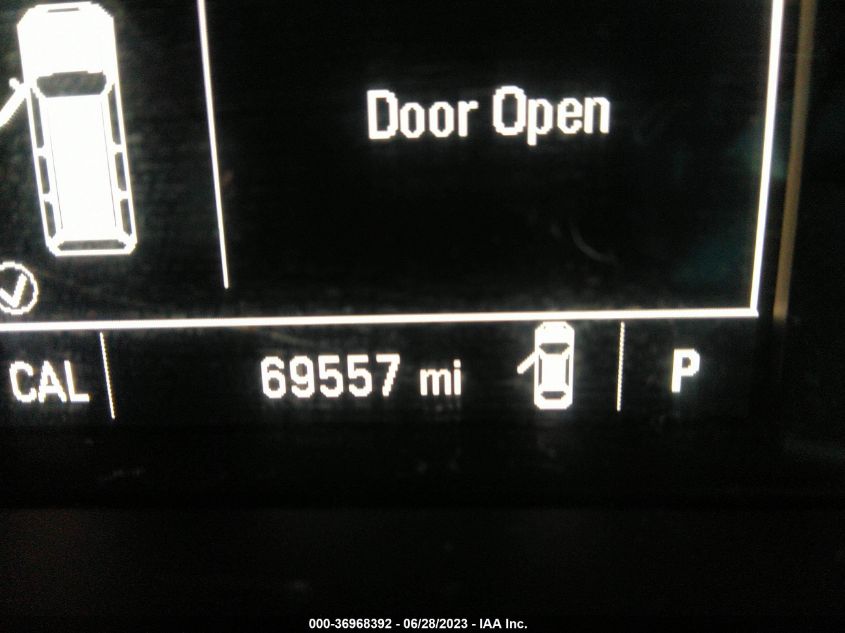 Door Open
CAL 69557 mi P
000-36968392 - 06/28/2023 - IAA Inc.